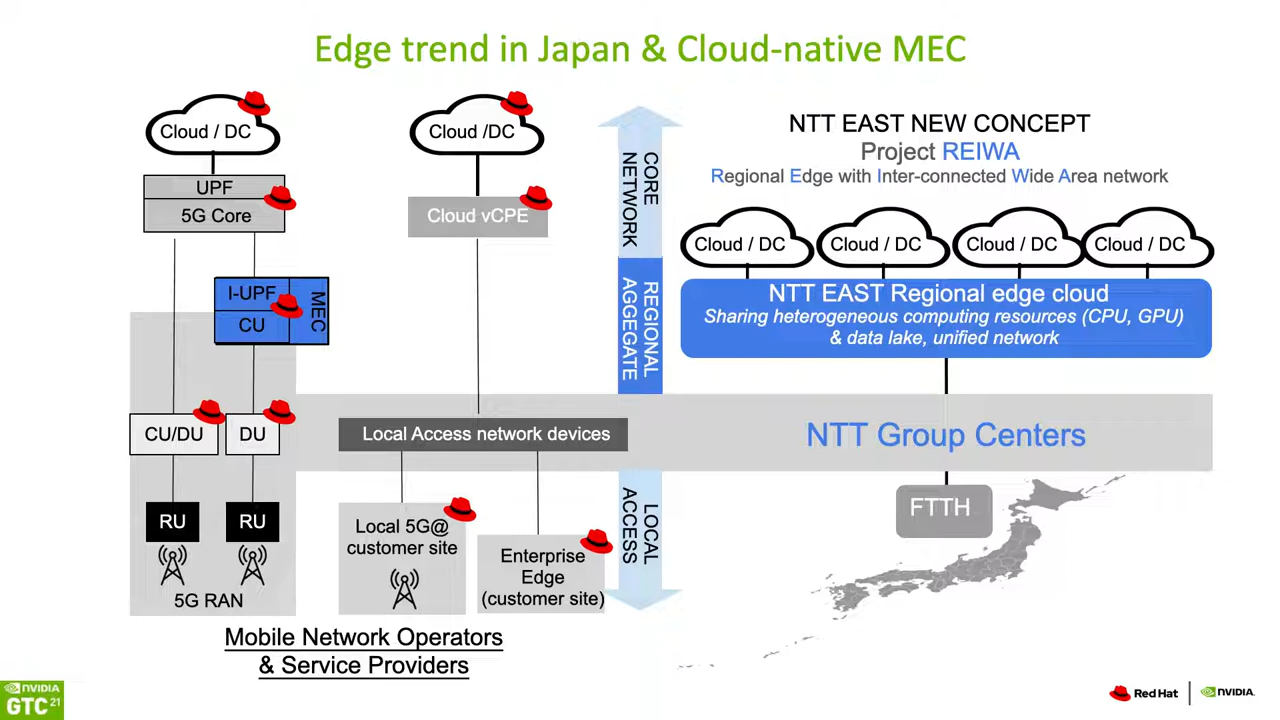 Edge trend in Japan & Cloud-native MEC
Cloud / DC
UPF
5G Core
I-UPF
CU
MEC
CU/DU
DU
RU
RU
5G RAN
Cloud /DC
Cloud vCPE
Local Access network devices
Local 5G@
customer site
Enterprise
Edge
(customer site)
Mobile Network Operators
& Service Providers
CORE
NETWORK
REGIONAL
AGGEGATE
LOCAL
ACCESS
NTT EAST NEW CONCEPT
Project REIWA
Regional Edge with Inter-connected Wide Area network
Cloud / DC
Cloud / DC
Cloud / DC
Cloud / DC
NTT EAST Regional edge cloud
Sharing heterogeneous computing resources (CPU, GPU)
& data lake, unified network
NTT Group Centers
FTTH
NVIDIA
GTC 21
Red Hat
NVIDIA.